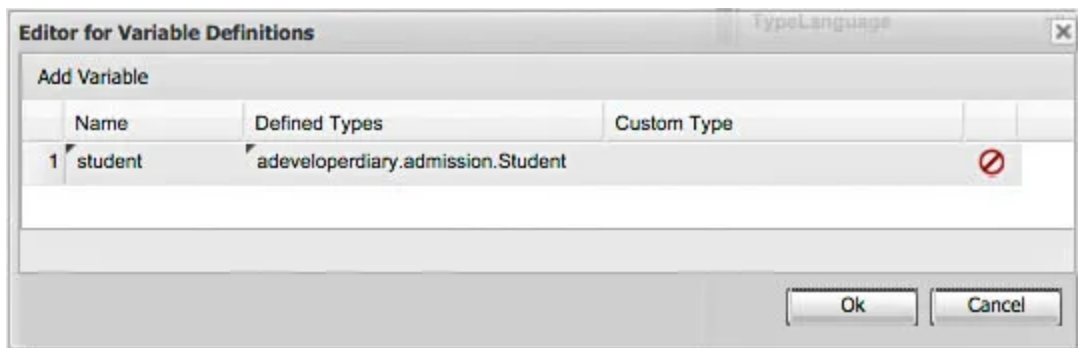 TypeLanguage
Editor for Variable Definitions
Add Variable
Name Defined Types Custom Type
1 student adeveloperdiary.admission.Student
Ok Cancel